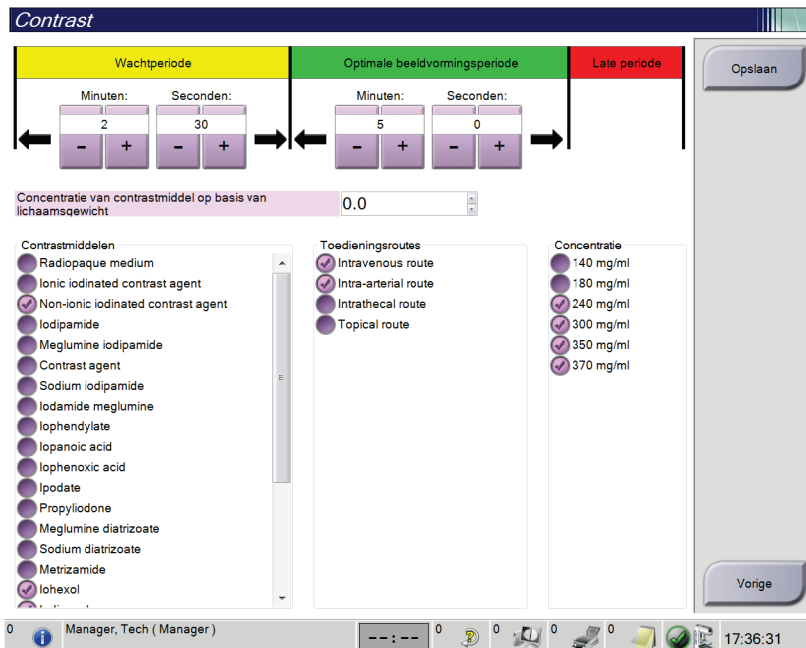 Contrast
Wachtperiode
Optimale beeldvormingsperiode
Late periode
Opslaan
Minuten:
Seconden:
Minuten:
Seconden:
2
30
5
0
- + - +
- + - +
Concentratie van contrastmiddel op basis van
lichaamsgewicht
0.0
Contrastmiddelen
Radiopaque medium
Ionic iodinated contrast agent
Non-ionic iodinated contrast agent
Iodipamide
Meglumine iodipamide
Contrast agent
Sodium iodipamide
Iodamide meglumine
Iophendylate
Iopanoic acid
Iophenoxic acid
Ipodate
Propyliodone
Meglumine diatrizoate
Sodium diatrizoate
Metrizamide
Iohexol
Toedieningsroutes
Intravenous route
Intra-arterial route
Intrathecal route
Topical route
Concentratie
140 mg/ml
180 mg/ml
240 mg/ml
300 mg/ml
350 mg/ml
370 mg/ml
Vorige
0
Manager, Tech ( Manager )
--:--
0
0
0
0
17:36:31